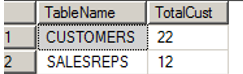 TableName TotalCust
1 CUSTOMERS 22
2 SALESREPS 12